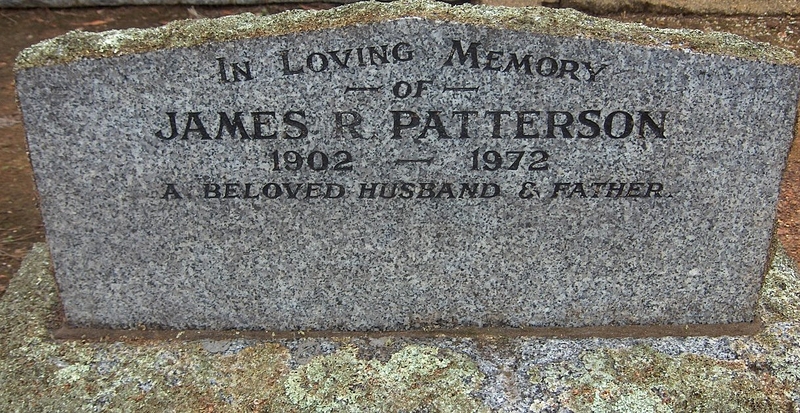 In Loving Memory
— OF —
JAMES R PATTERSON
1902 — 1972
A BELOVED HUSBAND & FATHER.